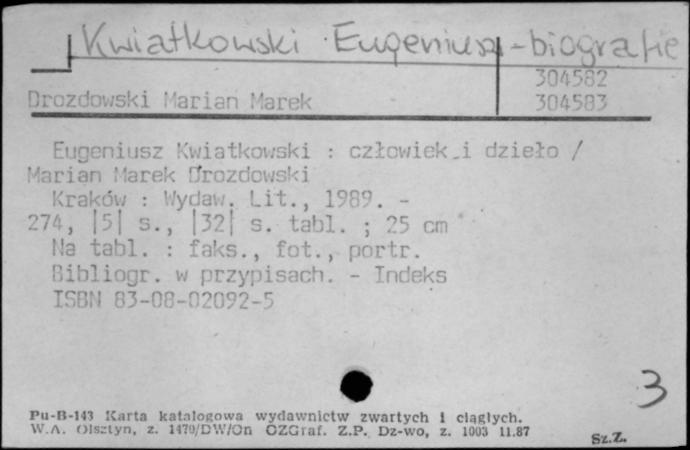 Kwiatkowski Eugeniusz - biografie
304582
Drozdowski Marian Marek 304583
Eugeniusz Kwiatkowski : człowiek i dzieło /
Marian Marek Drozdowski
Kraków : Wydaw. Lit., 1989. -
274, |5| s., |32| s. tabl. ; 25 cm
Na tabl. : faks., fot., portr.
Bibliogr. w przypisach. - Indeks
ISBN 83-08-02092-5
3
Pu-B-143 Karta katalogowa wydawnictw zwartych i ciągłych.
W.A. Olsztyn, z. 1470/DW/On OZGraf. Z.P. Dz-wo, z. 1003 11.87
Sz.Z.